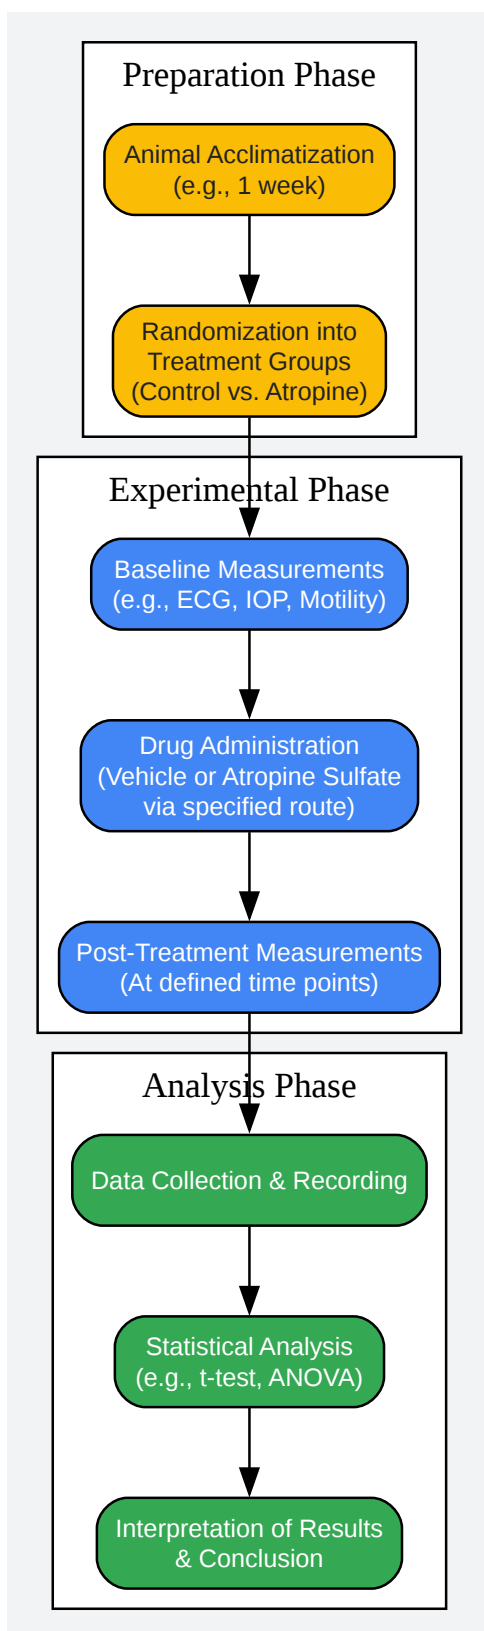 Preparation Phase
Animal Acclimatization
(e.g., 1 week)
Randomization into
Treatment Groups
(Control vs. Atropine)
Experimental Phase
Baseline Measurements
(e.g., ECG, IOP, Motility)
Drug Administration
(Vehicle or Atropine Sulfate
via specified route)
Post-Treatment Measurements
(At defined time points)
Analysis Phase
Data Collection & Recording
Statistical Analysis
(e.g., t-test, ANOVA)
Interpretation of Results
& Conclusion